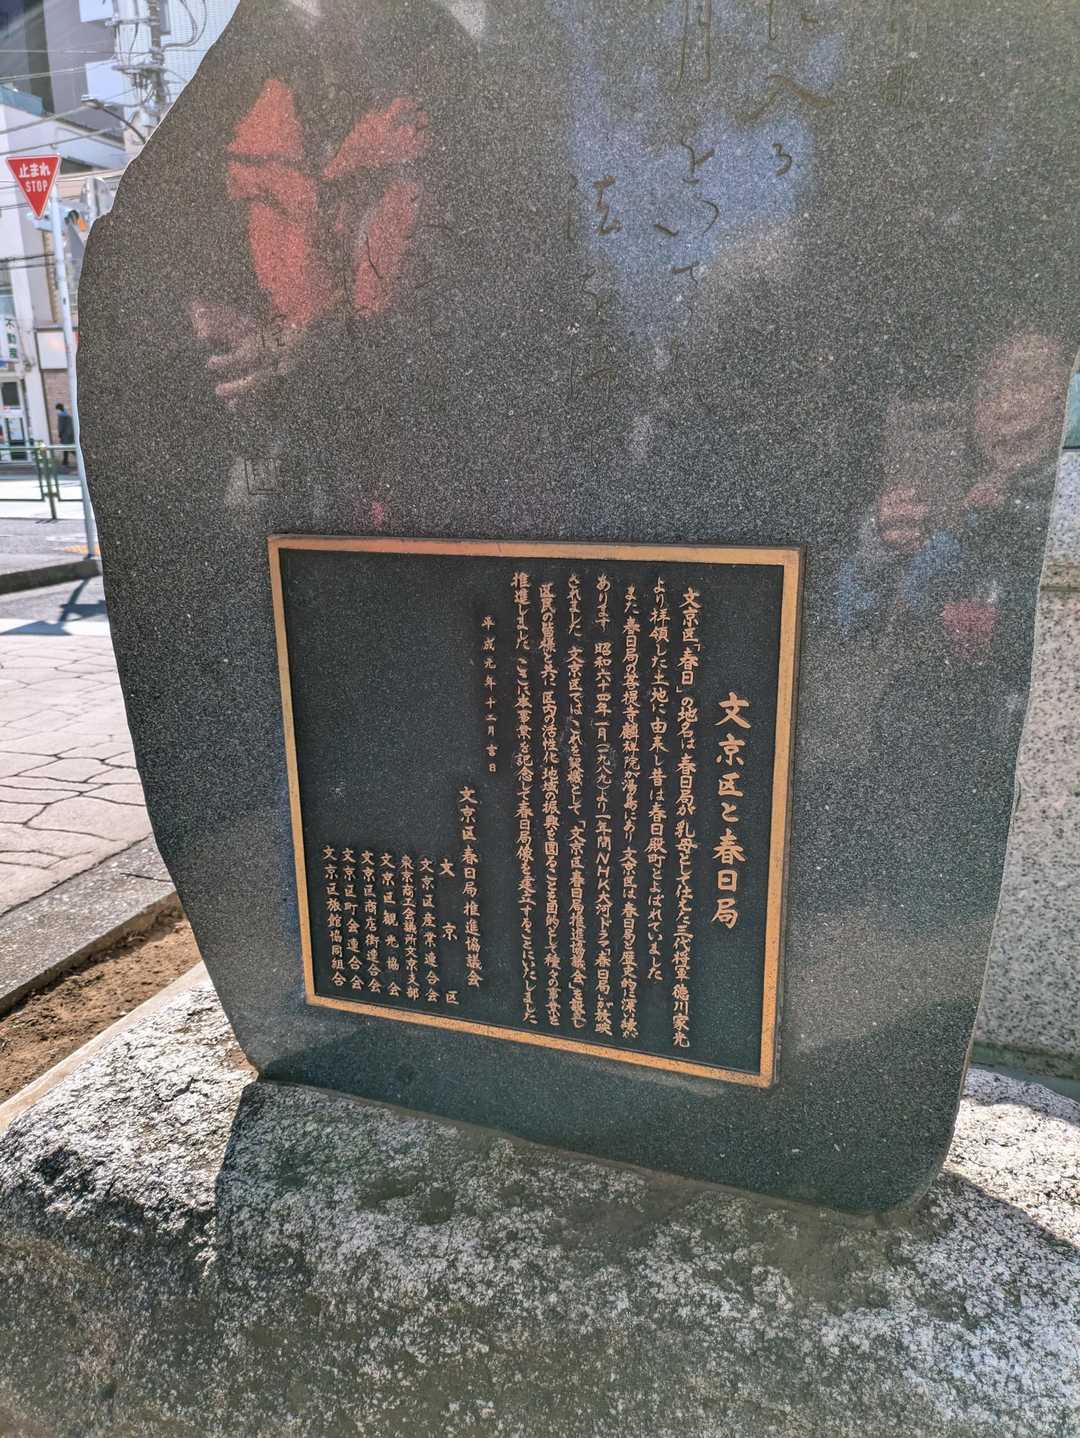 止まれ
STOP
る
法
文京区と春日局
文京区「春日」の地名は春日局が乳母として仕えた三代将軍徳川家光
より拝領した土地に由来し昔は春日殿町とよばれていました
また春日局の菩提寺麟祥院が湯島にあり文京区は春日局と歴史的に深い縁が
あります 昭和六十四年一月(一九八九)より一年間NHK大河ドラマ「春日局」が放映
されました 文京区ではこれを契機として「文京区春日局推進協議会」を設立し
区民の皆様と共に区内の活性化 地域の振興を図ることを目的として種々の事業を
推進しました ここに本事業を記念して春日局像を建立することにいたしました
平成元年十二月吉日
文京区春日局推進協議会
文京区
文京区産業連合会
東京商工会議所文京支部
文京区観光協会
文京区商店街連合会
文京区町会連合会
文京区旅館協同組合